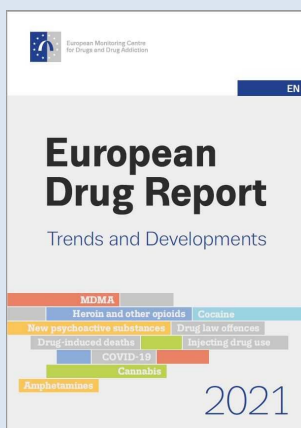 European Monitoring Centre
for Drugs and Drug Addiction
EN
European
Drug Report
Trends and Developments
MDMA
Heroin and other opioids Cocaine
New psychoactive substances Drug law offences
Drug-induced deaths Injecting drug use
COVID-19
Cannabis
Amphetamines
2021